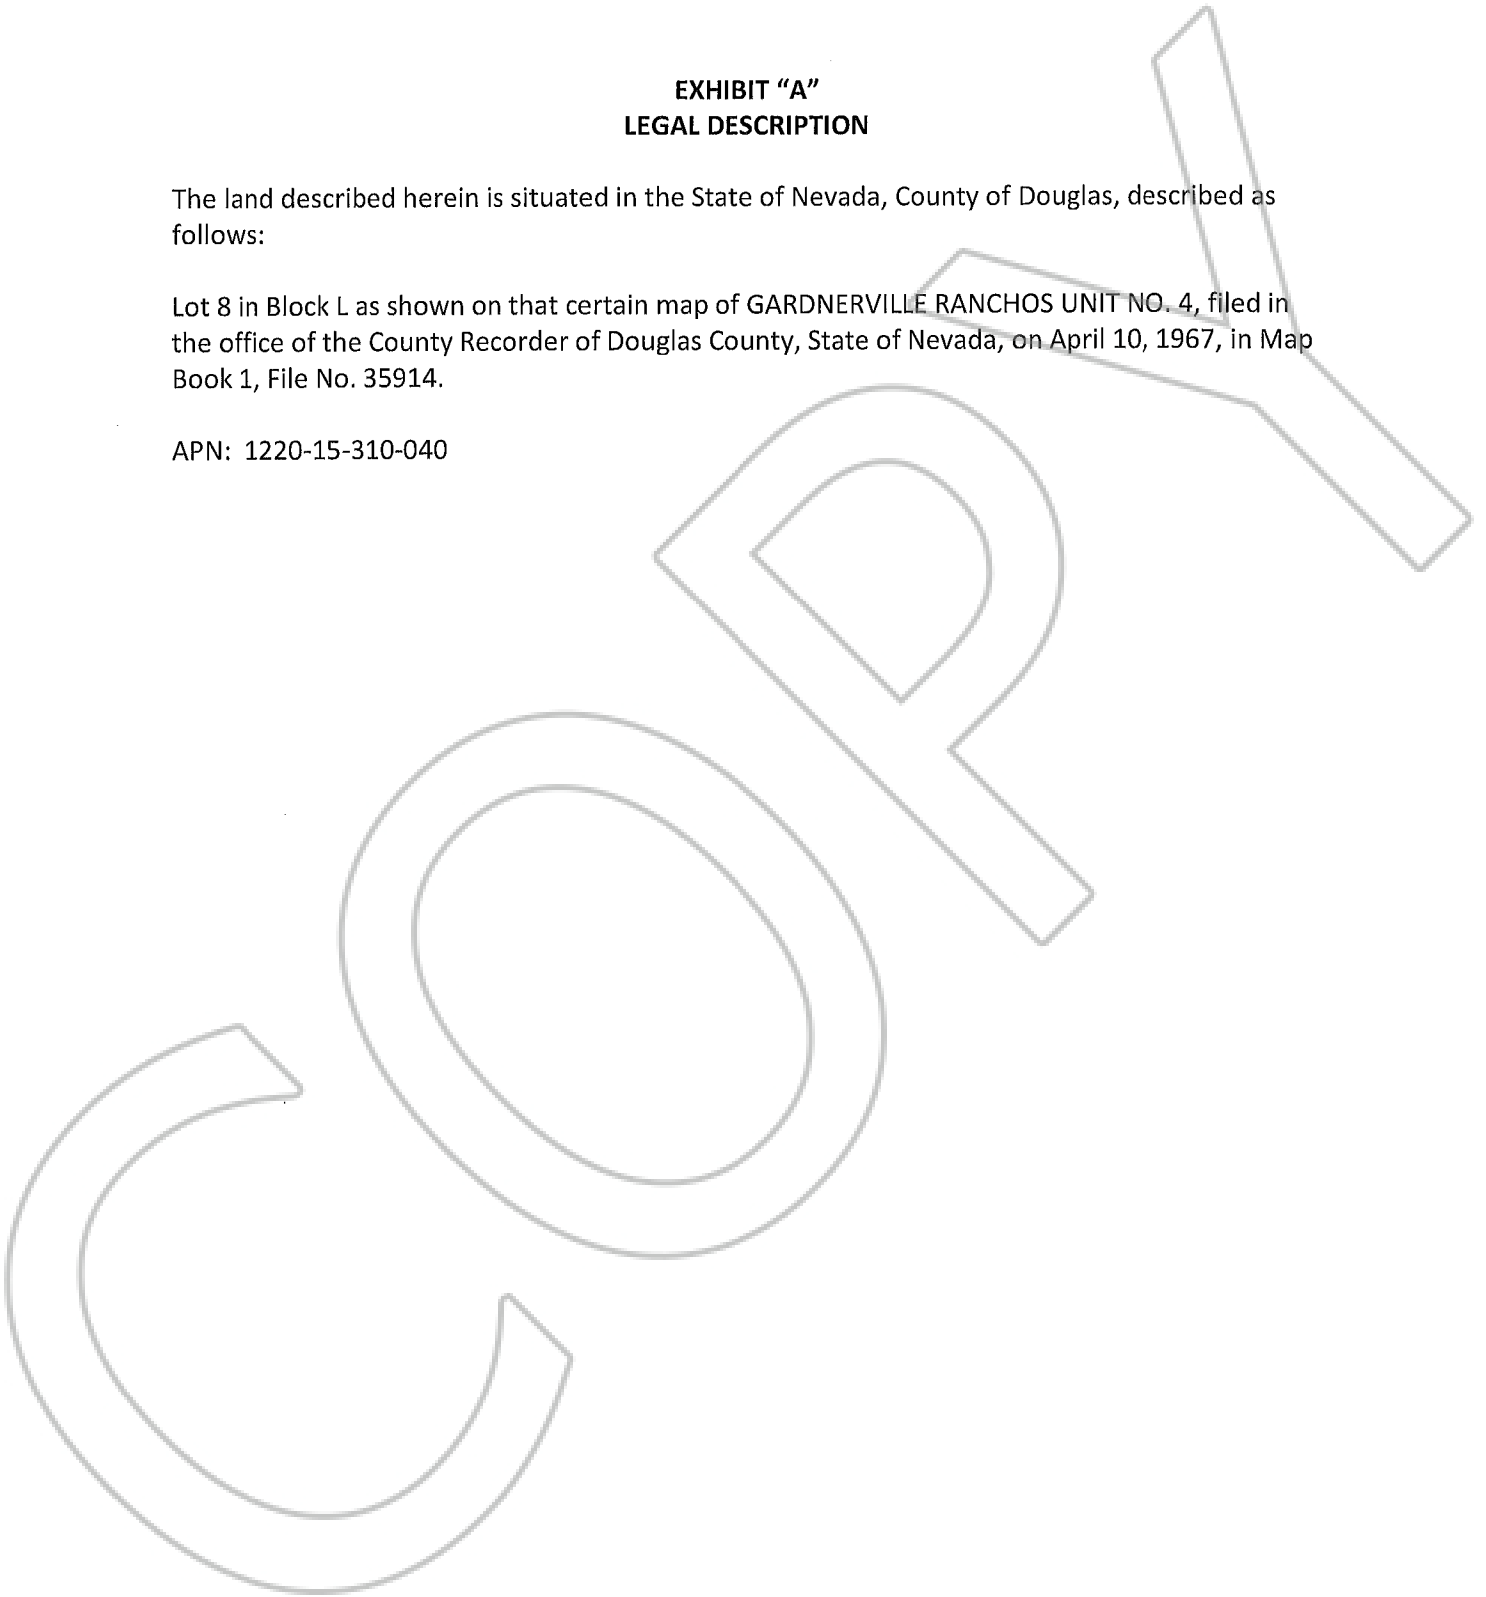 EXHIBIT “A”
LEGAL DESCRIPTION
The land described herein is situated in the State of Nevada, County of Douglas, described as
follows:
Lot 8 in Block L as shown on that certain map of GARDNERVILLE RANCHOS UNIT NO. 4, filed in
the office of the County Recorder of Douglas County, State of Nevada, on April 10, 1967, in Map
Book 1, File No. 35914.
APN:  1220-15-310-040
COPY